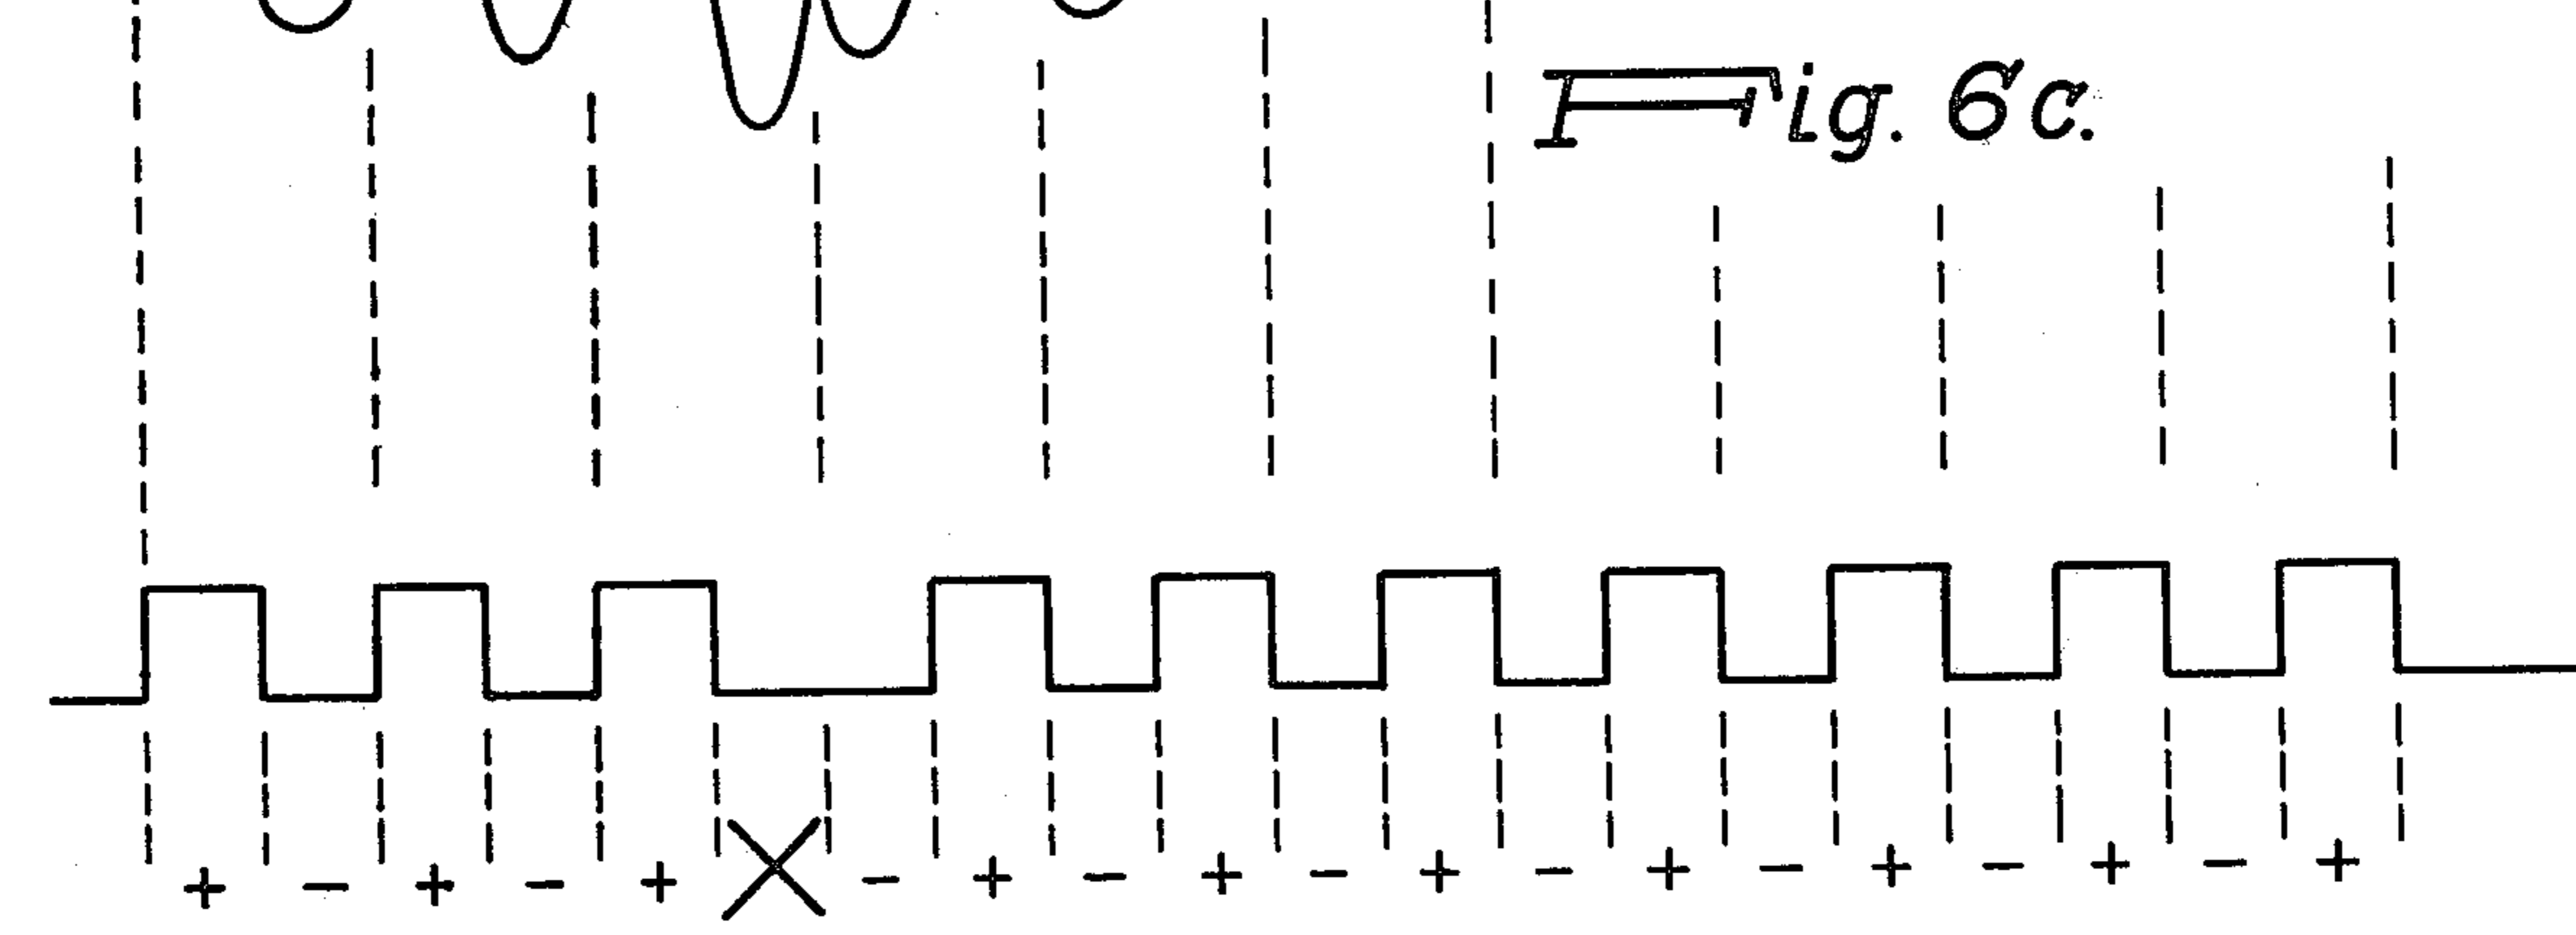 Fig. 6c.
+ − + − + X − + − + − + − + − + − + − +